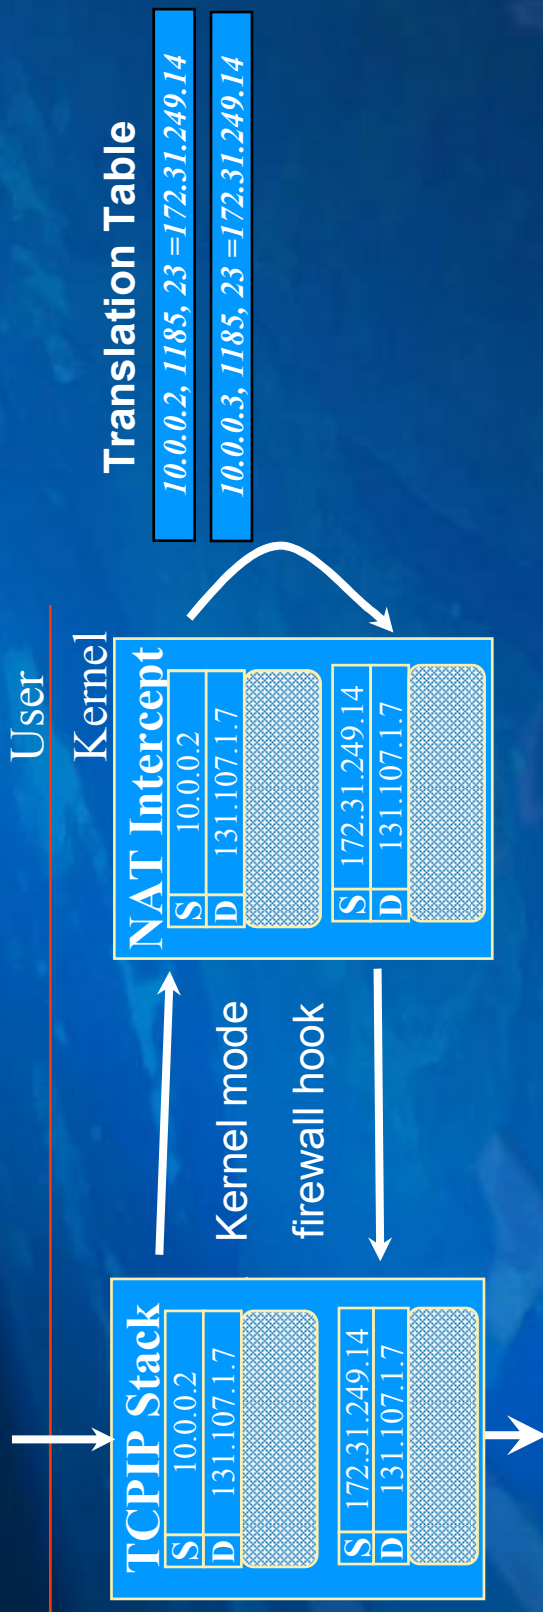 User
Kernel
TCPIP Stack
S 10.0.0.2
D 131.107.1.7
S 172.31.249.14
D 131.107.1.7
Kernel mode
firewall hook
NAT Intercept
S 10.0.0.2
D 131.107.1.7
S 172.31.249.14
D 131.107.1.7
Translation Table
10.0.0.2, 1185, 23 =172.31.249.14
10.0.0.3, 1185, 23 =172.31.249.14